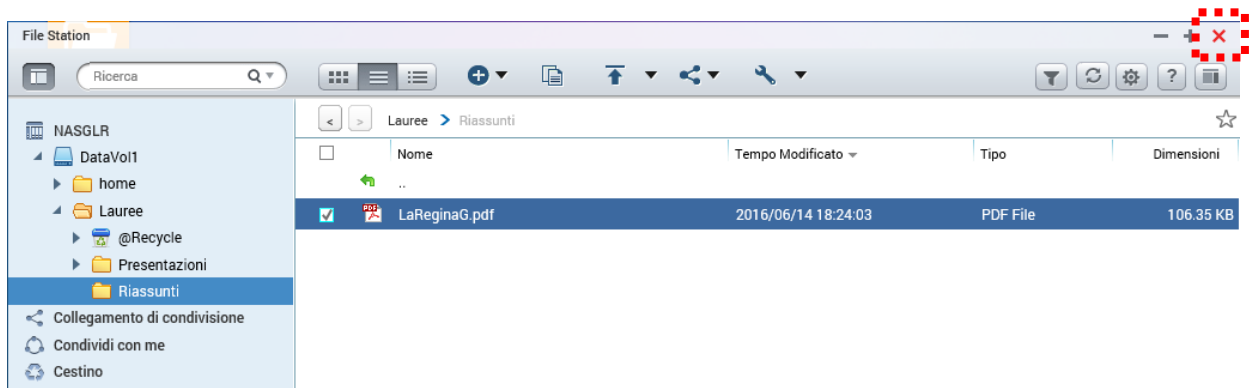 File Station
Ricerca
NASGLR
DataVol1
home
Lauree
@Recycle
Presentazioni
Riassunti
Collegamento di condivisione
Condividi con me
Cestino
Lauree > Riassunti
Nome Tempo Modificato Tipo Dimensioni
..
LaReginaG.pdf 2016/06/14 18:24:03 PDF File 106.35 KB